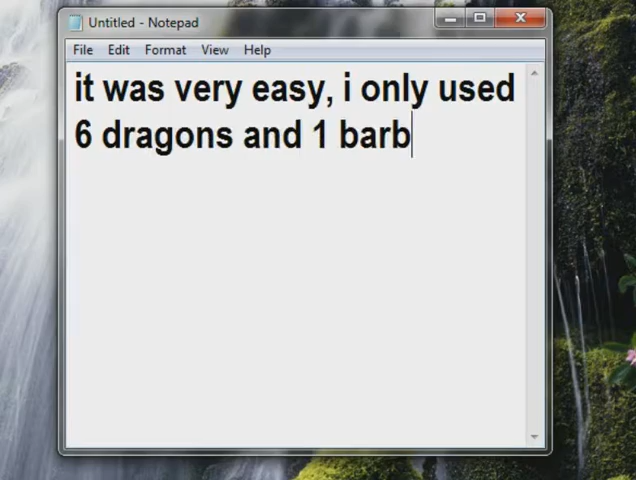 Untitled - Notepad
File Edit Format View Help
it was very easy, i only used
6 dragons and 1 barb